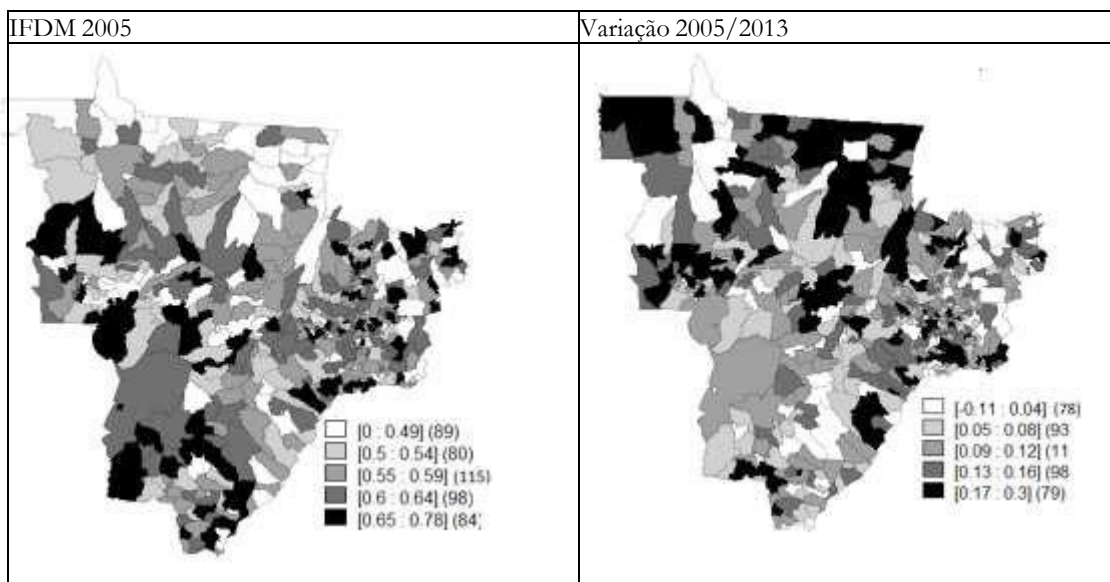 IFDM 2005
Variação 2005/2013
[0 : 0.49] (89)
[0.5 : 0.54] (80)
[0.55 : 0.59] (115)
[0.6 : 0.64] (98)
[0.65 : 0.78] (84)
[-0.11 : 0.04] (78)
[0.05 : 0.08] (93
[0.09 : 0.12] (11
[0.13 : 0.16] (98
[0.17 : 0.3] (79)